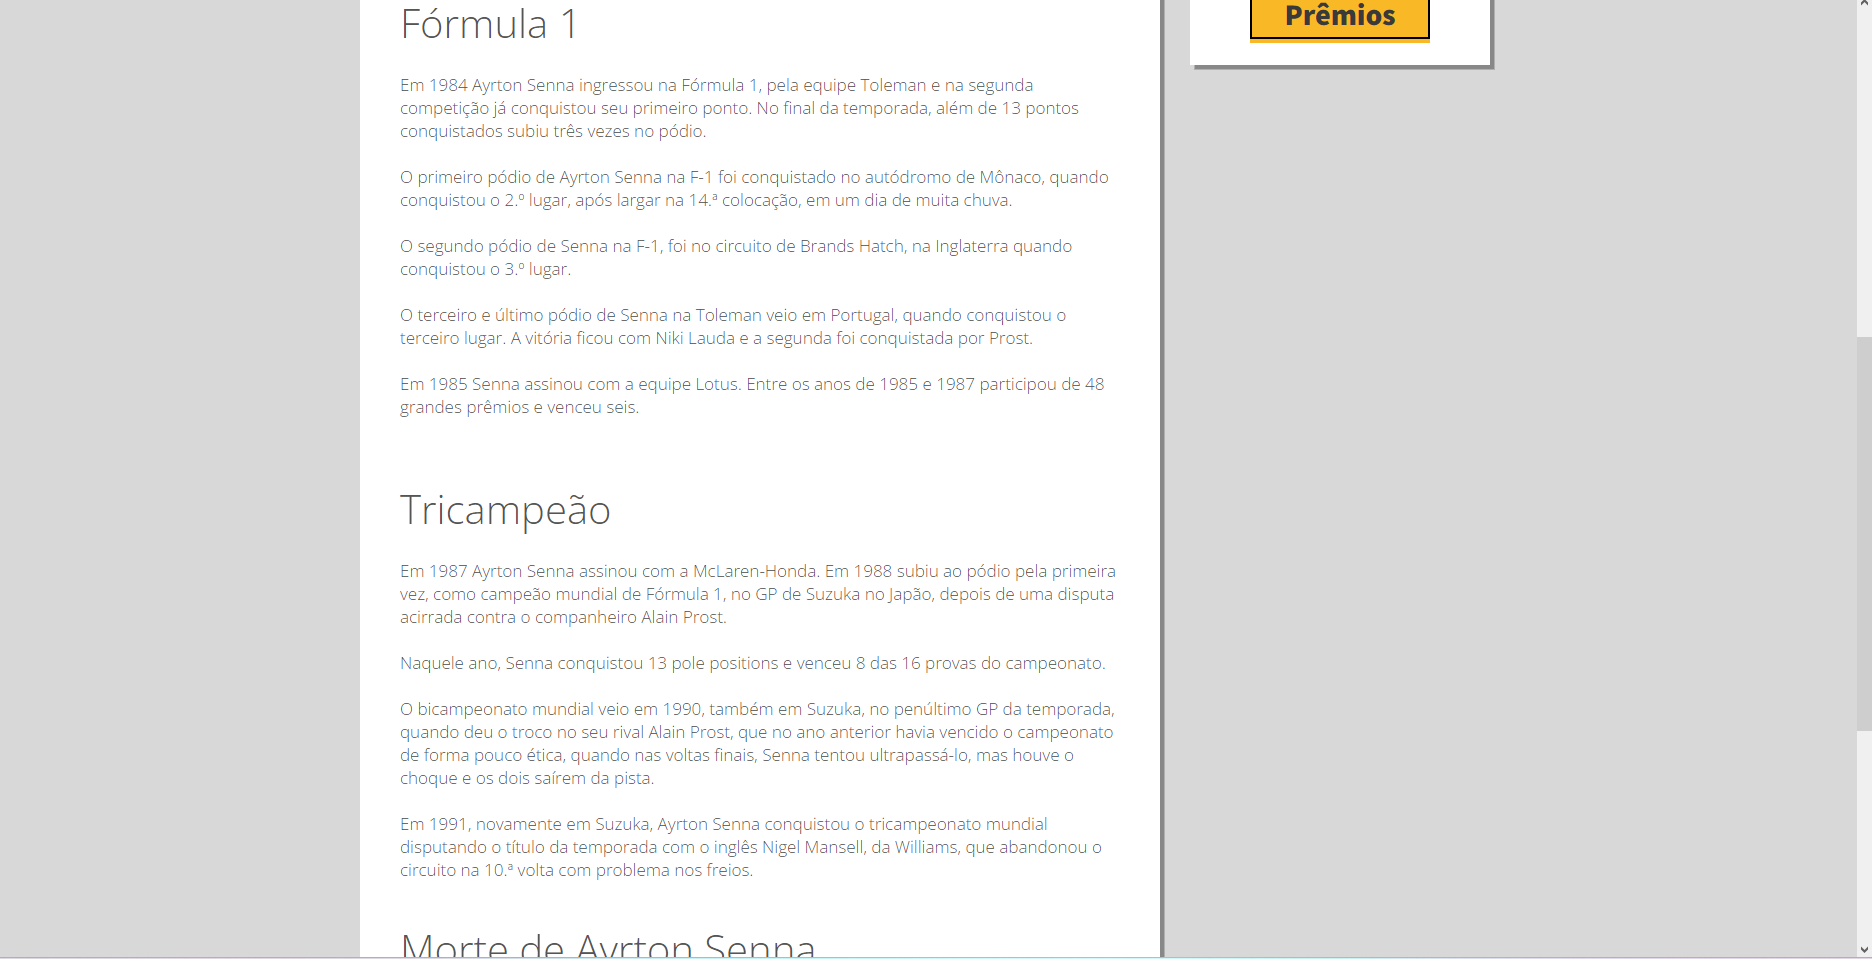 Fórmula 1
Em 1984 Ayrton Senna ingressou na Fórmula 1, pela equipe Toleman e na segunda
competição já conquistou seu primeiro ponto. No final da temporada, além de 13 pontos
conquistados subiu três vezes no pódio.
O primeiro pódio de Ayrton Senna na F-1 foi conquistado no autódromo de Mônaco, quando
conquistou o 2.º lugar, após largar na 14.ª colocação, em um dia de muita chuva.
O segundo pódio de Senna na F-1, foi no circuito de Brands Hatch, na Inglaterra quando
conquistou o 3.º lugar.
O terceiro e último pódio de Senna na Toleman veio em Portugal, quando conquistou o
terceiro lugar. A vitória ficou com Niki Lauda e a segunda foi conquistada por Prost.
Em 1985 Senna assinou com a equipe Lotus. Entre os anos de 1985 e 1987 participou de 48
grandes prêmios e venceu seis.
Tricampeão
Em 1987 Ayrton Senna assinou com a McLaren-Honda. Em 1988 subiu ao pódio pela primeira
vez, como campeão mundial de Fórmula 1, no GP de Suzuka no Japão, depois de uma disputa
acirrada contra o companheiro Alain Prost.
Naquele ano, Senna conquistou 13 pole positions e venceu 8 das 16 provas do campeonato.
O bicampeonato mundial veio em 1990, também em Suzuka, no penúltimo GP da temporada,
quando deu o troco no seu rival Alain Prost, que no ano anterior havia vencido o campeonato
de forma pouco ética, quando nas voltas finais, Senna tentou ultrapassá-lo, mas houve o
choque e os dois saírem da pista.
Em 1991, novamente em Suzuka, Ayrton Senna conquistou o tricampeonato mundial
disputando o título da temporada com o inglês Nigel Mansell, da Williams, que abandonou o
circuito na 10.ª volta com problema nos freios.
Morte de Ayrton Senna
Prêmios